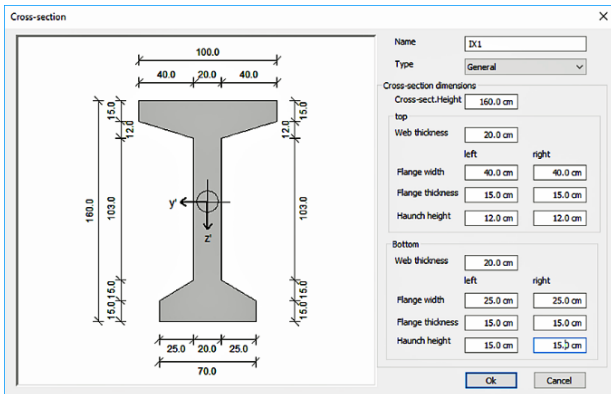 Cross-section
100.0
40.0 20.0 40.0
15.0
12.0
103.0
160.0
15.0
15.0
15.0
12.0
103.0
15.0
15.0
y'
z'
25.0 20.0 25.0
70.0
Name IX1
Type General
Cross-section dimensions
Cross-sect.Height 160.0 cm
top
Web thickness 20.0 cm
left right
Flange width 40.0 cm 40.0 cm
Flange thickness 15.0 cm 15.0 cm
Haunch height 12.0 cm 12.0 cm
Bottom
Web thickness 20.0 cm
left right
Flange width 25.0 cm 25.0 cm
Flange thickness 15.0 cm 15.0 cm
Haunch height 15.0 cm 15.0 cm
Ok Cancel